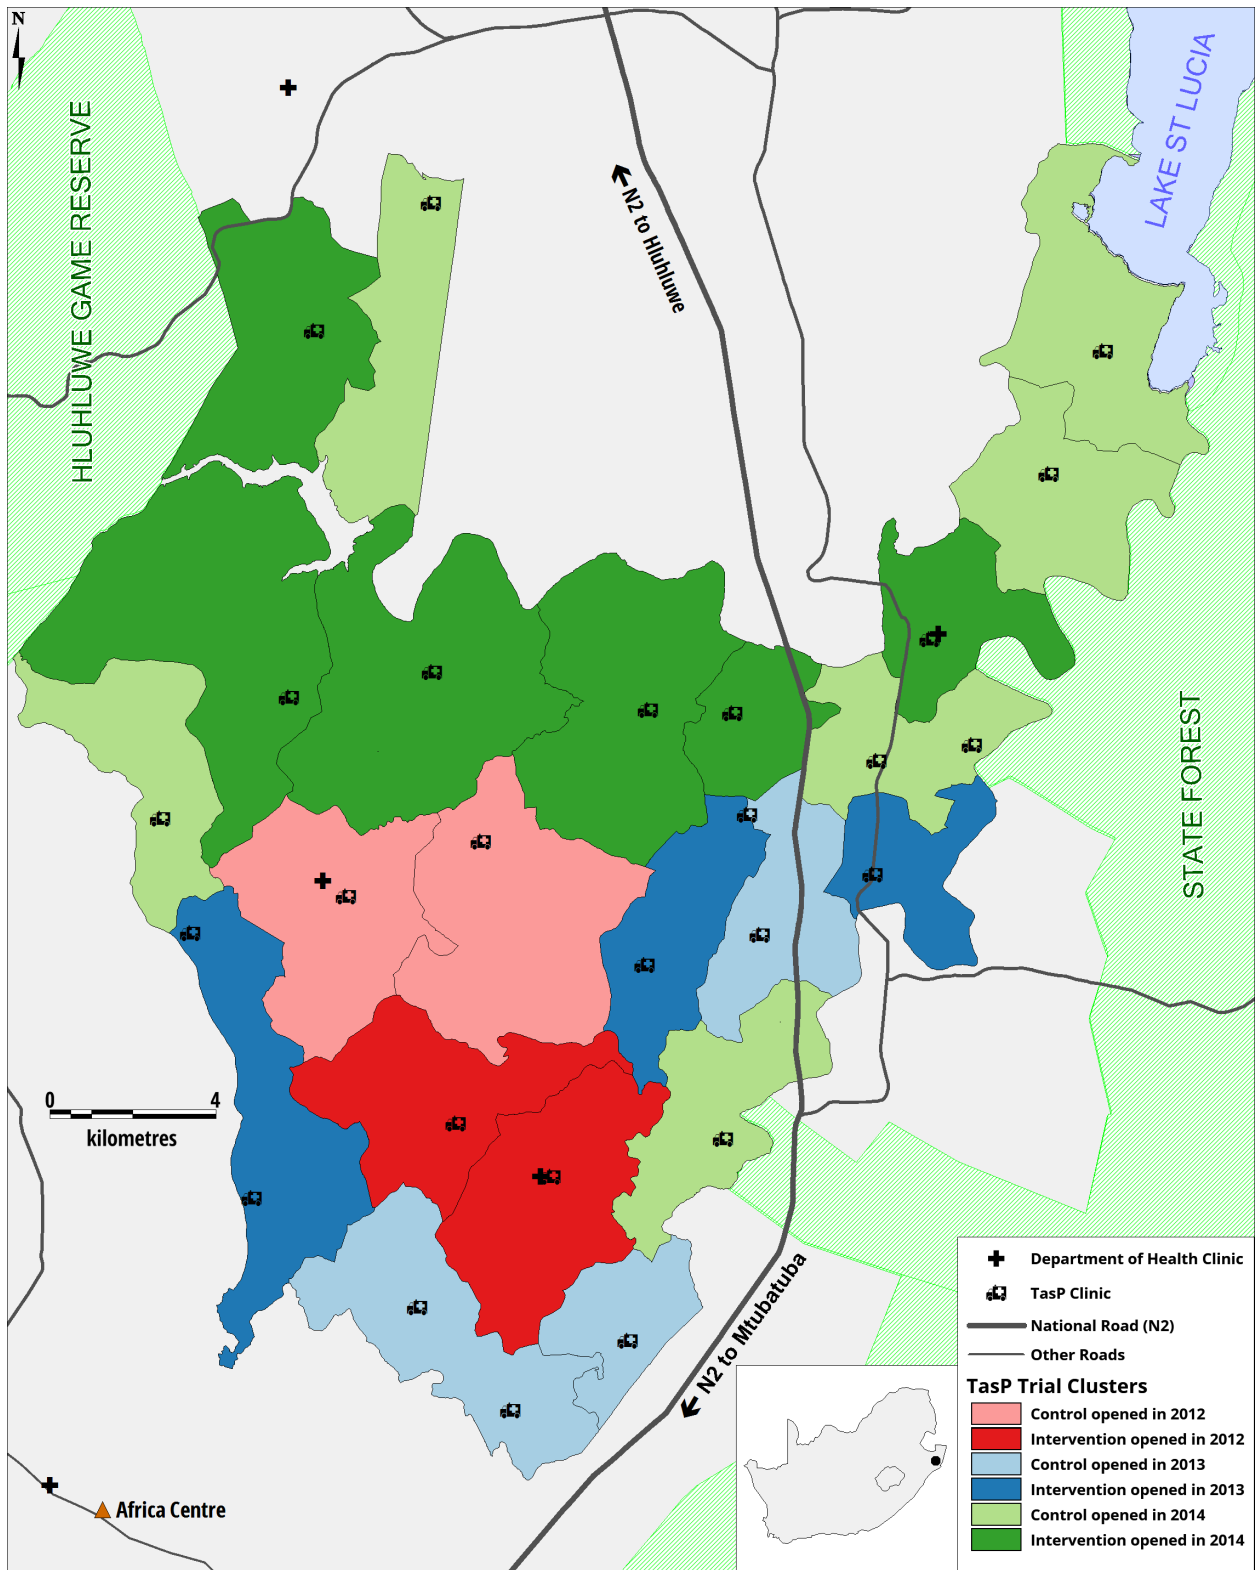 N
HLUHLUWE GAME RESERVE
LAKE ST LUCIA
N2 to Hluhluwe
STATE FOREST
0 4
kilometres
N2 to Mtubatuba
Africa Centre
Department of Health Clinic
TasP Clinic
National Road (N2)
Other Roads
TasP Trial Clusters
Control opened in 2012
Intervention opened in 2012
Control opened in 2013
Intervention opened in 2013
Control opened in 2014
Intervention opened in 2014